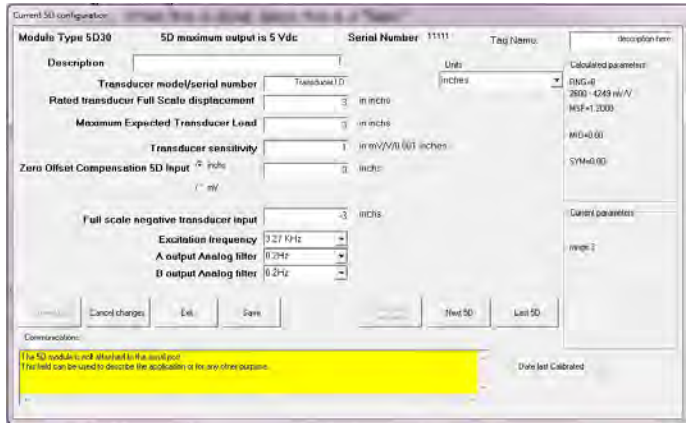 Current 5D configuration
Module Type 5D30 5D maximum output is 5 Vdc Serial Number 11111 Tag Name: description here
Description 1 Units
inches
Transducer model/serial number Transducer I.D.
Rated transducer Full Scale displacement 3 in inchs
Maximum Expected Transducer Load 3 in inchs
Transducer sensitivity 1 in mV/V/0.001 inches
Zero Offset Compensation 5D Input inchs 0 inchs
mV
Full scale negative transducer input -3 inchs
Excitation frequency 3.27 KHz
A output Analog filter 0.2Hz
B output Analog filter 0.2Hz
Calculated parameters
RNG=8
2600 - 4249 mV/V
MSF=1.2000
SYM=0.00
Current parameters
range 3
Cancel changes Exit Save Next 5D Last 5D
Communications
The 5D module is not attached to the serial port
This field can be used to describe the application or for any other purpose.
Date last Calibrated